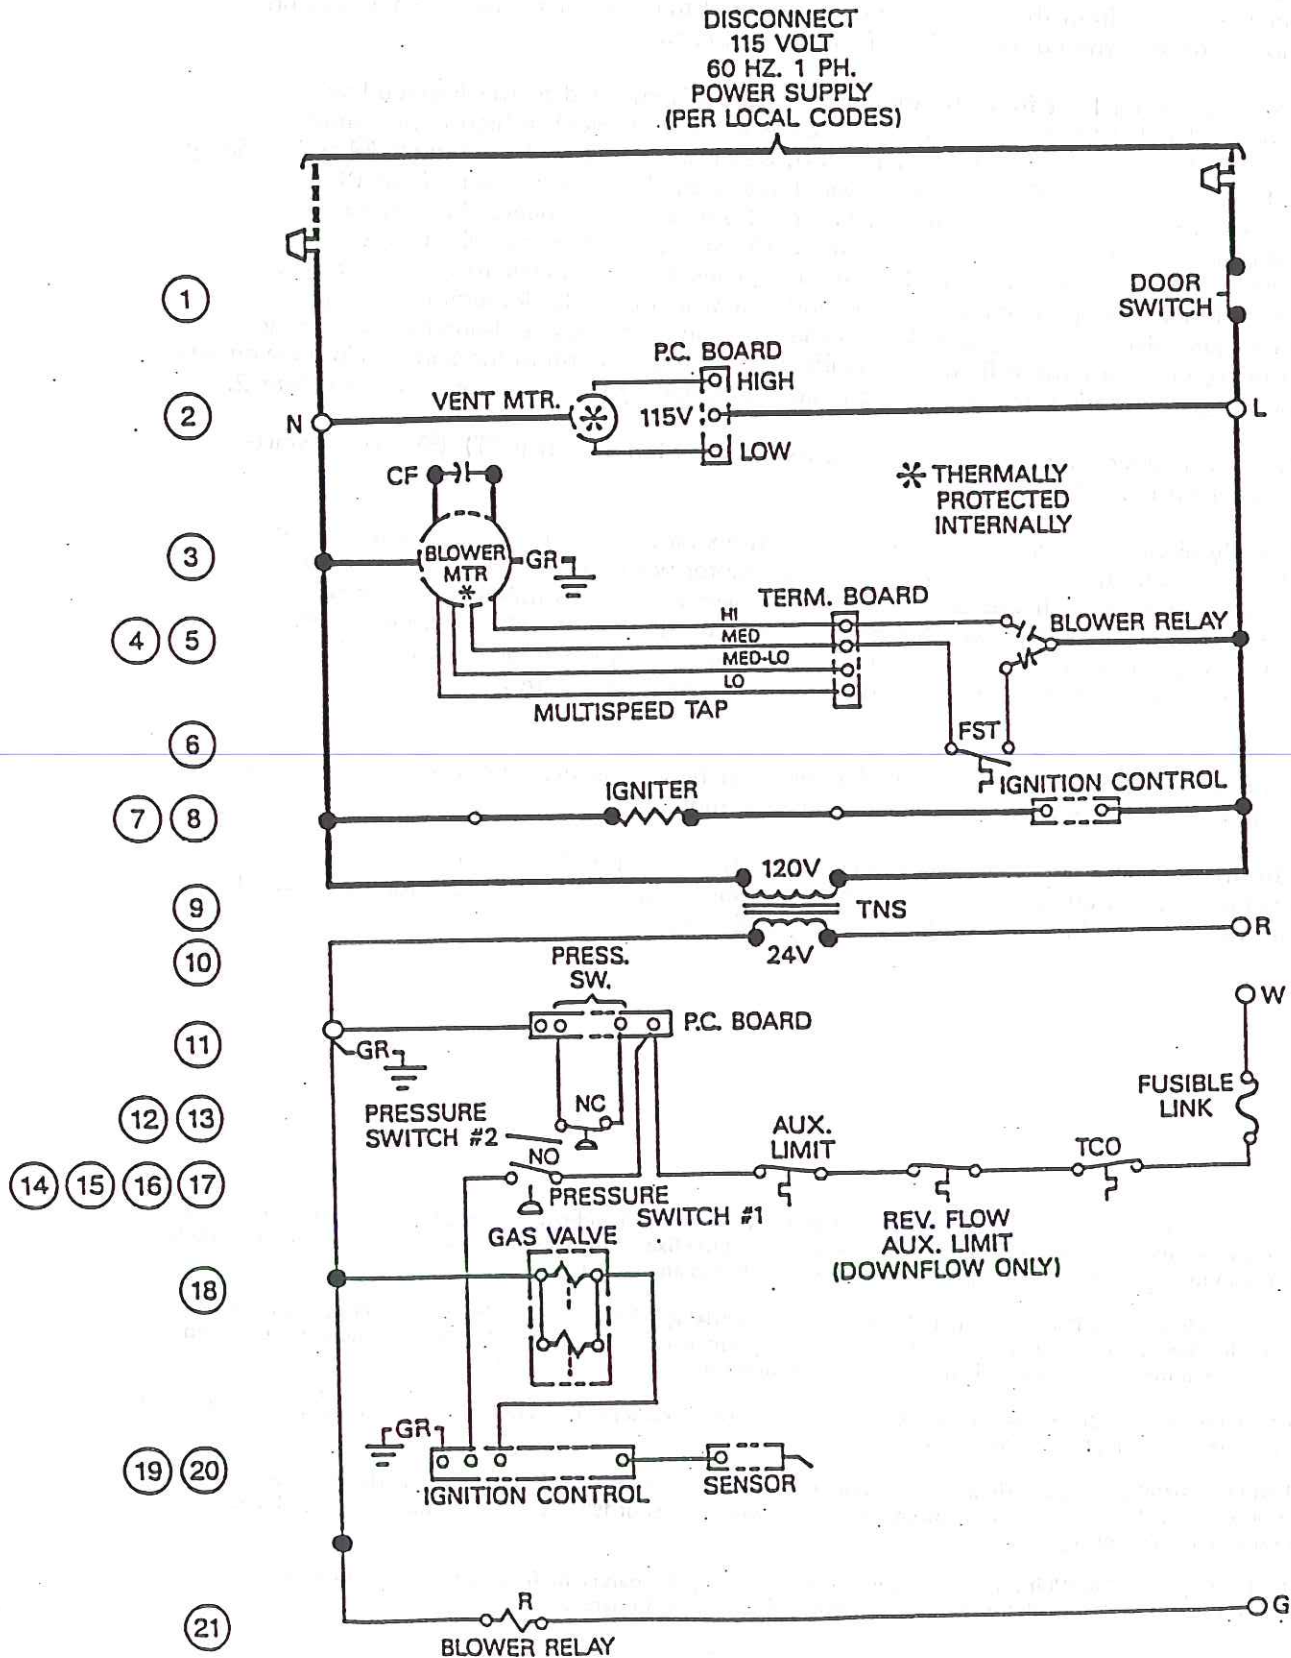 DISCONNECT
115 VOLT
60 HZ. 1 PH.
POWER SUPPLY
(PER LOCAL CODES)
1
DOOR
SWITCH
P.C. BOARD
HIGH
2
N
VENT MTR.
115V
L
LOW
CF
THERMALLY
PROTECTED
INTERNALLY
3
BLOWER
MTR
GR
TERM. BOARD
4 5
HI
MED
MED-LO
LO
BLOWER RELAY
MULTISPEED TAP
6
FST
IGNITION CONTROL
IGNITER
7 8
120V
9
TNS
24V
R
10
PRESS.
SW.
W
P.C. BOARD
11
GR
FUSIBLE
LINK
12 13
PRESSURE
SWITCH #2
NC
AUX.
LIMIT
TCO
14 15 16 17
NO
PRESSURE
SWITCH #1
REV. FLOW
AUX. LIMIT
(DOWNFLOW ONLY)
GAS VALVE
18
GR
19 20
IGNITION CONTROL
SENSOR
21
R
BLOWER RELAY
G